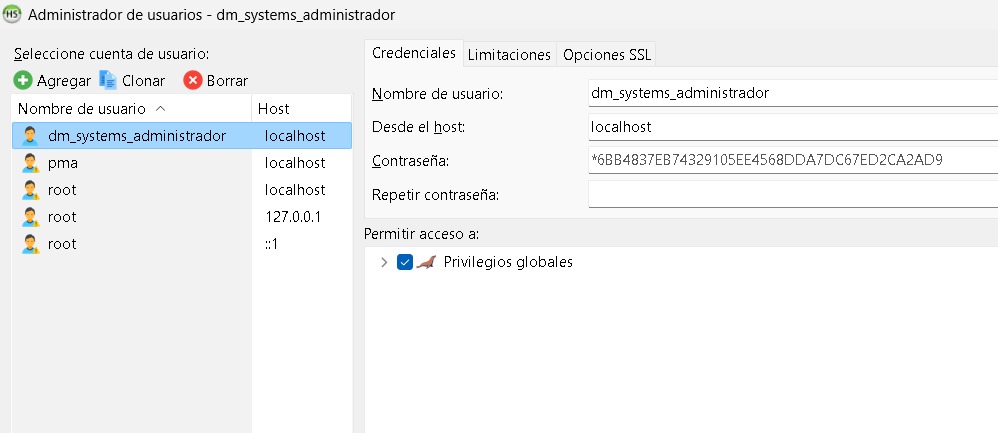 HS Administrador de usuarios - dm_systems_administrador
Seleccione cuenta de usuario:
Agregar Clonar Borrar
Nombre de usuario Host
dm_systems_administrador localhost
pma localhost
root localhost
root 127.0.0.1
root ::1
Credenciales Limitaciones Opciones SSL
Nombre de usuario: dm_systems_administrador
Desde el host: localhost
Contraseña: *6BB4837EB74329105EE4568DDA7DC67ED2CA2AD9
Repetir contraseña:
Permitir acceso a:
Privilegios globales